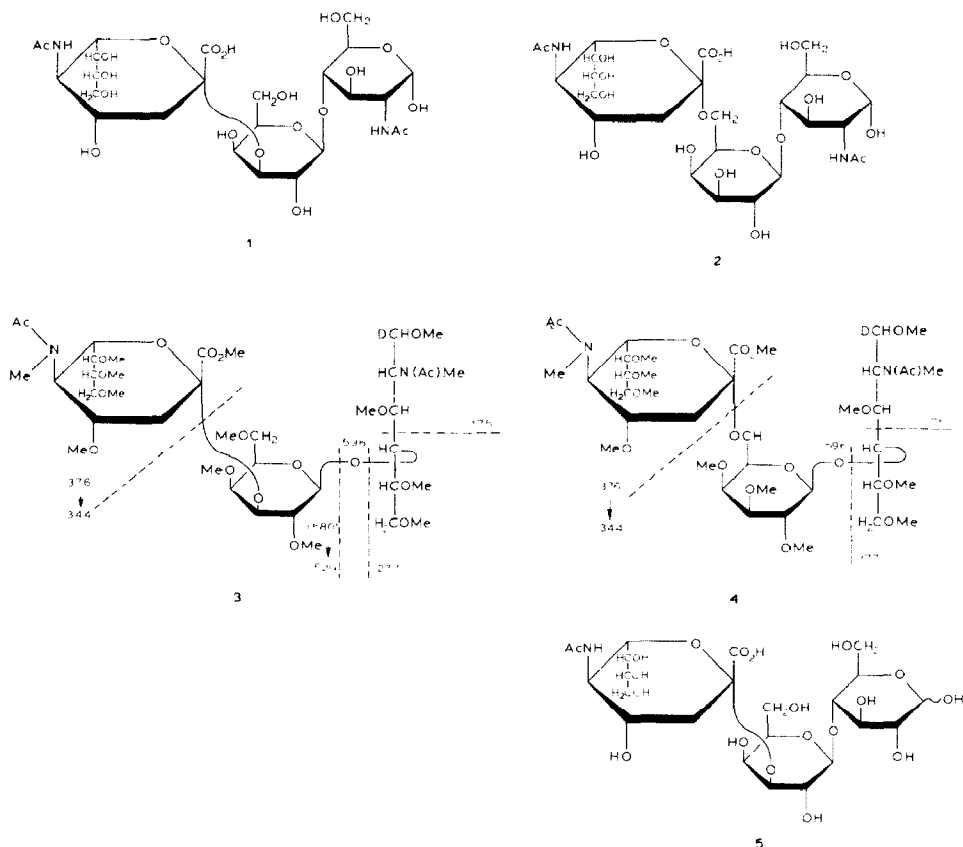 HOCH₂
AcNH
O
CO₂H
HCOH
HCOH
H₂COH
HO
CH₂OH
OH
O
OH
HNAc
HO
O
O
OH
1
HOCH₂
AcNH
O
CO₂H
HCOH
HCOH
H₂COH
HO
OCH₂
O
OH
OH
HNAc
HO
OH
O
O
OH
2
Ac
N
Me
O
CO₂Me
HCOMe
HCOMe
H₂COMe
MeO
DCHOMe
HCN(Ac)Me
MeOCH
HC
HCOMe
H₂COMe
MeOCH₂
MeO
O
O
O
OMe
376
344
3
Ac
N
Me
O
CO₂Me
HCOMe
HCOMe
H₂COMe
MeO
DCHOMe
HCN(Ac)Me
MeOCH
HC
HCOMe
H₂COMe
MeO
OMe
O
O
OMe
376
344
4
AcNH
O
CO₂H
HCOH
HCOH
H₂COH
HO
HOCH₂
O
OH
OH
OH
CH₂OH
HO
O
O
O
OH
5